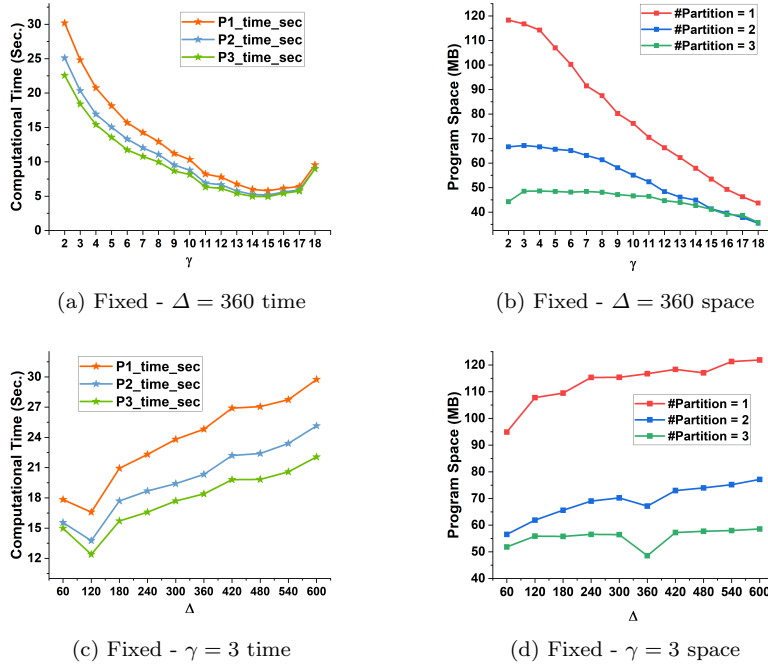 Computational Time (Sec.)
30
25
20
15
10
5
0
P1_time_sec
P2_time_sec
P3_time_sec
2 3 4 5 6 7 8 9 10 11 12 13 14 15 16 17 18
γ
(a) Fixed - Δ = 360 time
Program Space (MB)
120
110
100
90
80
70
60
50
40
#Partition = 1
#Partition = 2
#Partition = 3
2 3 4 5 6 7 8 9 10 11 12 13 14 15 16 17 18
γ
(b) Fixed - Δ = 360 space
Computational Time (Sec.)
30
27
24
21
18
15
12
P1_time_sec
P2_time_sec
P3_time_sec
60 120 180 240 300 360 420 480 540 600
Δ
(c) Fixed - γ = 3 time
Program Space (MB)
120
110
100
90
80
70
60
50
40
#Partition = 1
#Partition = 2
#Partition = 3
60 120 180 240 300 360 420 480 540 600
Δ
(d) Fixed - γ = 3 space